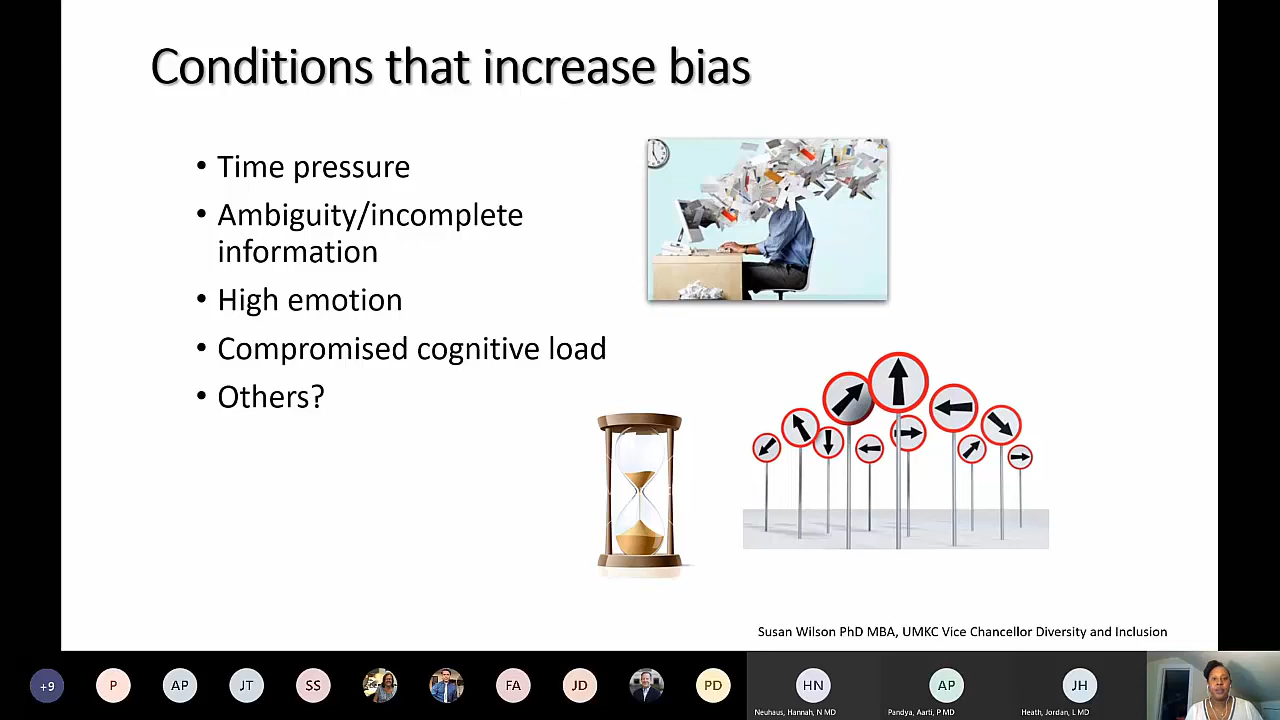 Conditions that increase bias
• Time pressure
• Ambiguity/incomplete
information
• High emotion
• Compromised cognitive load
• Others?
Susan Wilson PhD MBA, UMKC Vice Chancellor Diversity and Inclusion
+9
P
AP
JT
SS
FA
JD
PD
HN
AP
JH
Neuhaus, Hannah, N MD
Pandya, Aarti, P MD
Heath, Jordan, L MD